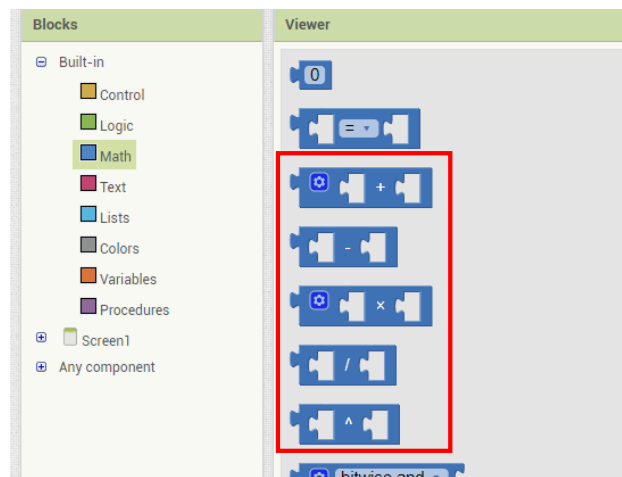 Blocks
Built-in
Control
Logic
Math
Text
Lists
Colors
Variables
Procedures
Screen1
Any component
Viewer
0
=
+
-
×
/
^
bitwise and